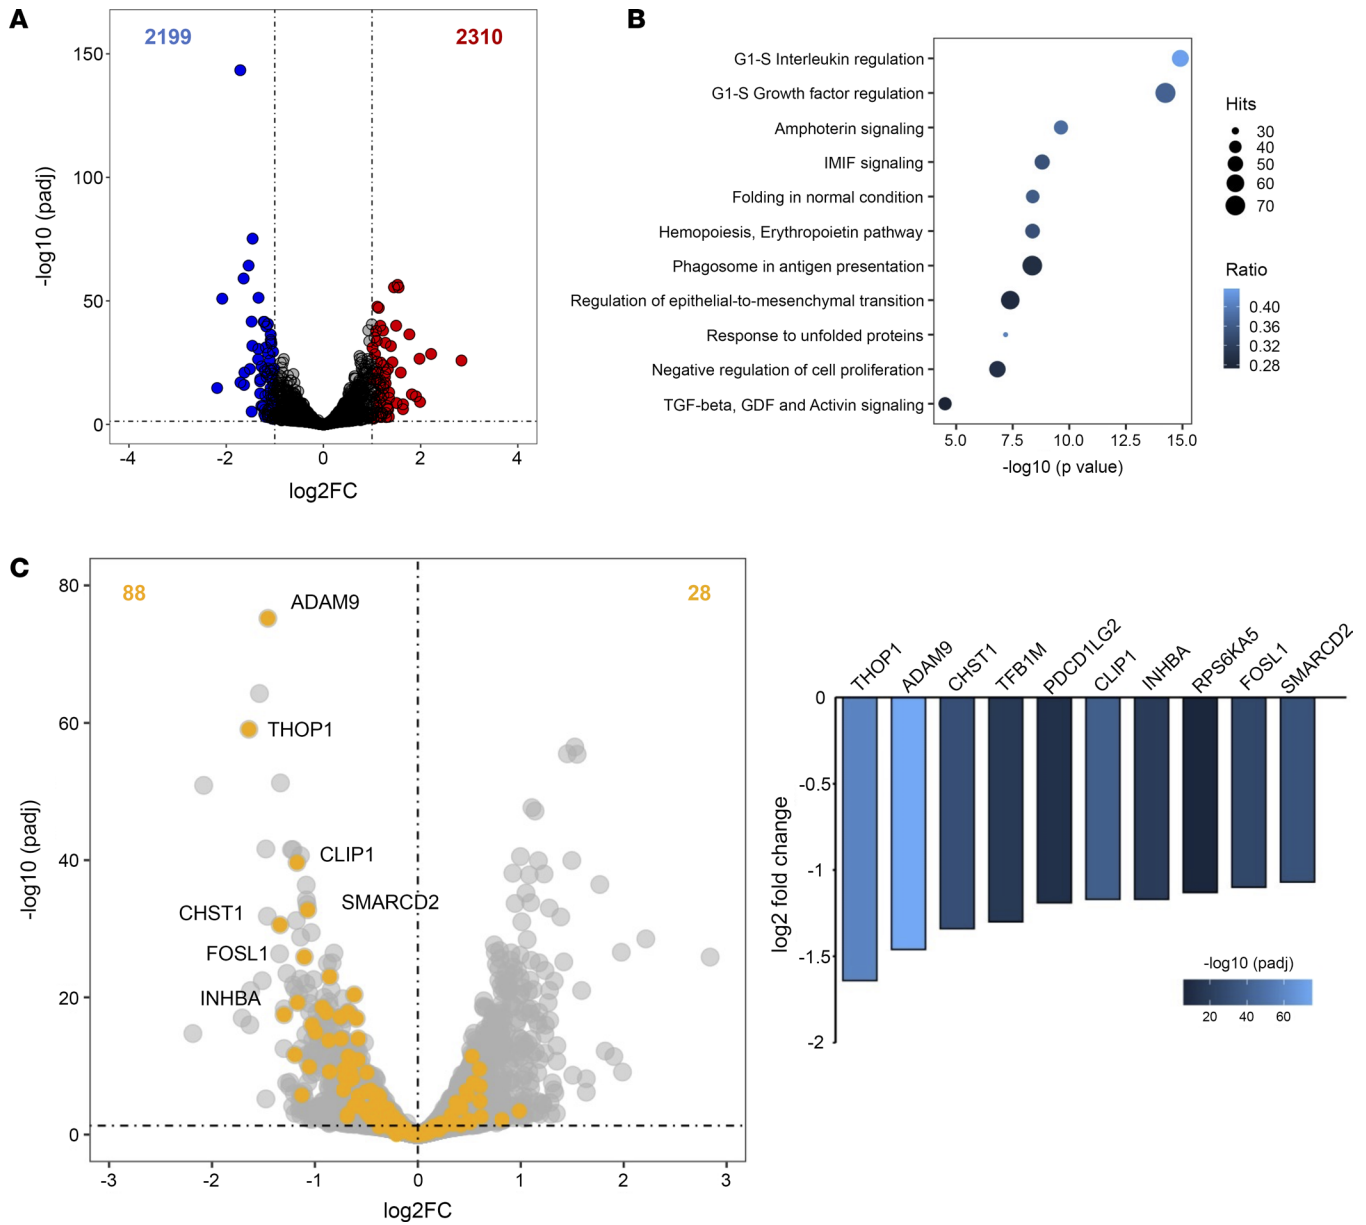 A
2199
2310
150
100
50
0
-4
-2
0
2
4
-log10 (padj)
log2FC
B
G1-S Interleukin regulation
G1-S Growth factor regulation
Amphoterin signaling
IMIF signaling
Folding in normal condition
Hemopoiesis, Erythropoietin pathway
Phagosome in antigen presentation
Regulation of epithelial-to-mesenchymal transition
Response to unfolded proteins
Negative regulation of cell proliferation
TGF-beta, GDF and Activin signaling
5.0
7.5
10.0
12.5
15.0
-log10 (p value)
Hits
30
40
50
60
70
Ratio
0.40
0.36
0.32
0.28
C
88
28
ADAM9
THOP1
CLIP1
SMARCD2
CHST1
FOSL1
INHBA
80
60
40
20
0
-3
-2
-1
0
1
2
3
-log10 (padj)
log2FC
THOP1
ADAM9
CHST1
TFB1M
PDCD1LG2
CLIP1
INHBA
RPS6KA5
FOSL1
SMARCD2
0
-0.5
-1
-1.5
-2
log2 fold change
-log10 (padj)
20
40
60